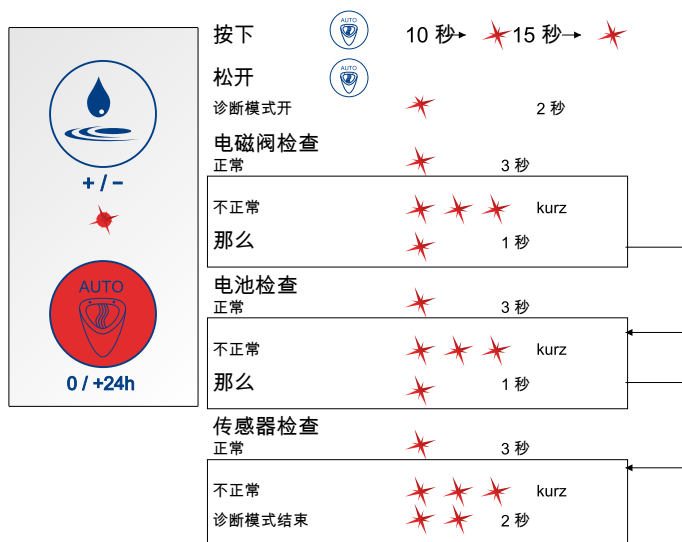 + / −
AUTO
0 / +24h
按下 AUTO 10 秒 15 秒
松开 AUTO
诊断模式开 2 秒
电磁阀检查
正常 3 秒
不正常 kurz
那么 1 秒
电池检查
正常 3 秒
不正常 kurz
那么 1 秒
传感器检查
正常 3 秒
不正常 kurz
诊断模式结束 2 秒